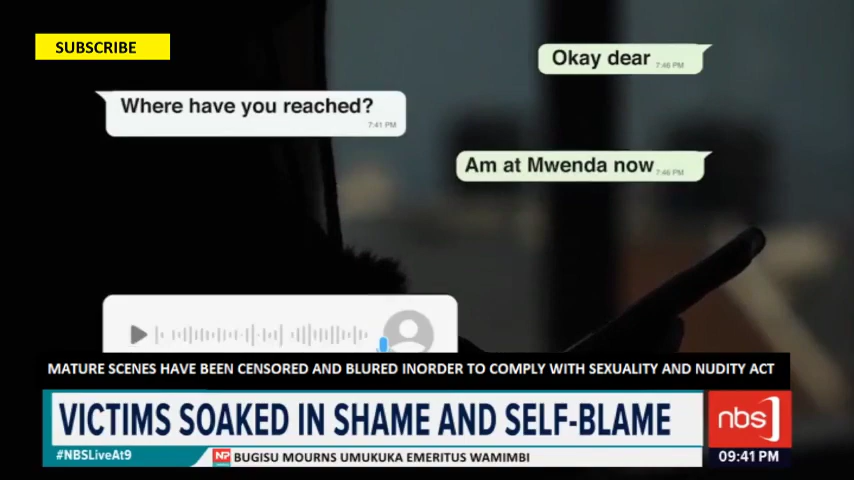 SUBSCRIBE
Okay dear 7:46 PM
Where have you reached?
7:41 PM
Am at Mwenda now 7:46 PM
MATURE SCENES HAVE BEEN CENSORED AND BLURED INORDER TO COMPLY WITH SEXUALITY AND NUDITY ACT
VICTIMS SOAKED IN SHAME AND SELF-BLAME
nbs
#NBSLiveAt9
NP BUGISU MOURNS UMUKUKA EMERITUS WAMIMBI
09:41 PM